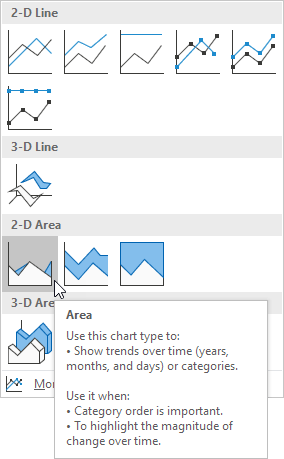 2-D Line
3-D Line
2-D Area
3-D Are
Area
Use this chart type to:
• Show trends over time (years,
months, and days) or categories.
Use it when:
• Category order is important.
• To highlight the magnitude of
change over time.
Mo